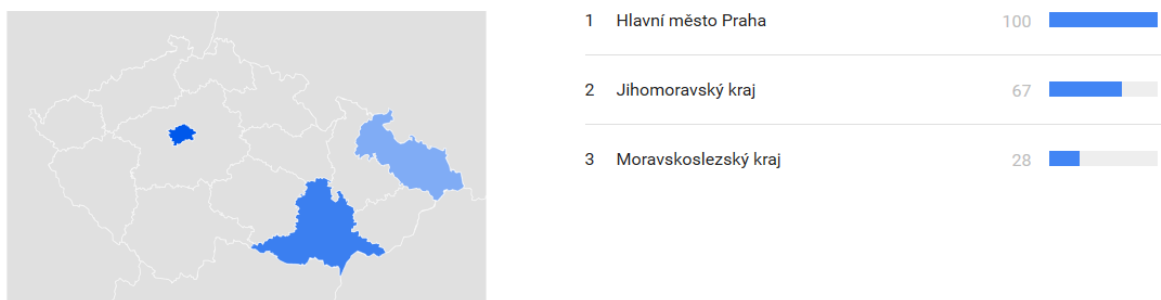 1 Hlavní město Praha 100
2 Jihomoravský kraj 67
3 Moravskoslezský kraj 28